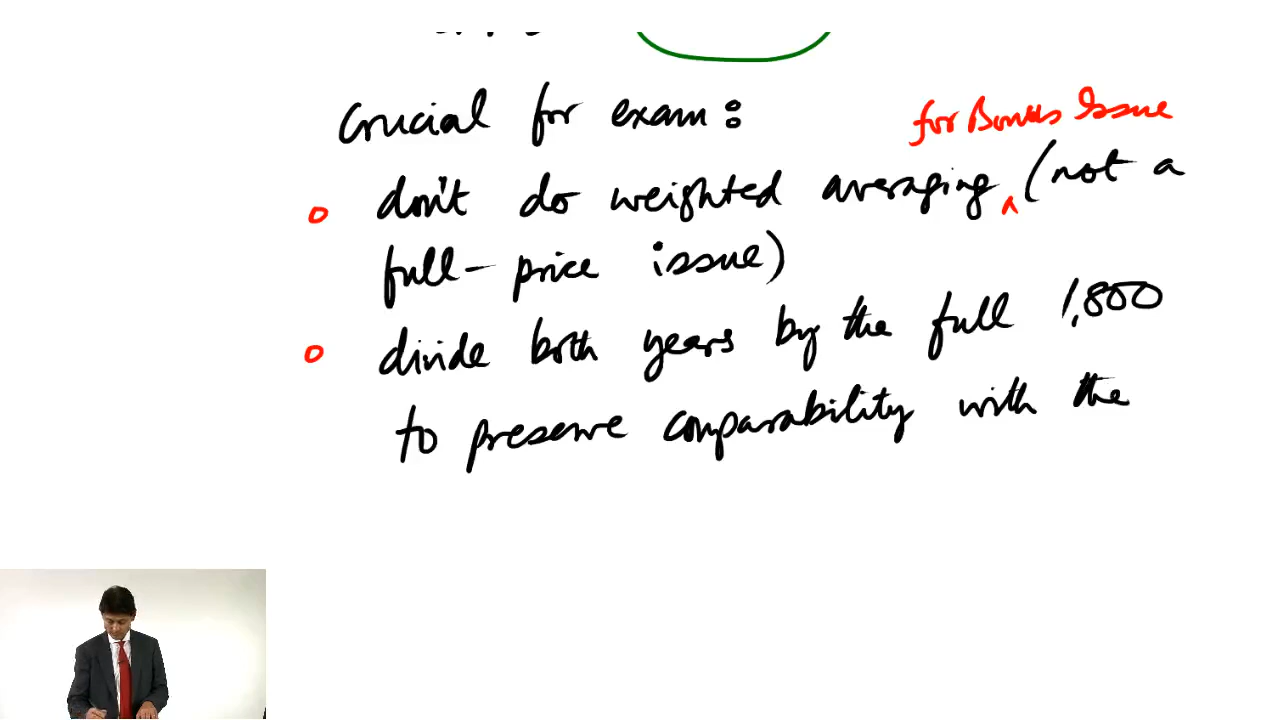 Crucial for exam:
for Bonus Issue
don't do weighted averaging (not a
full-price issue)
divide both years by the full 1,800
to preserve comparability with the